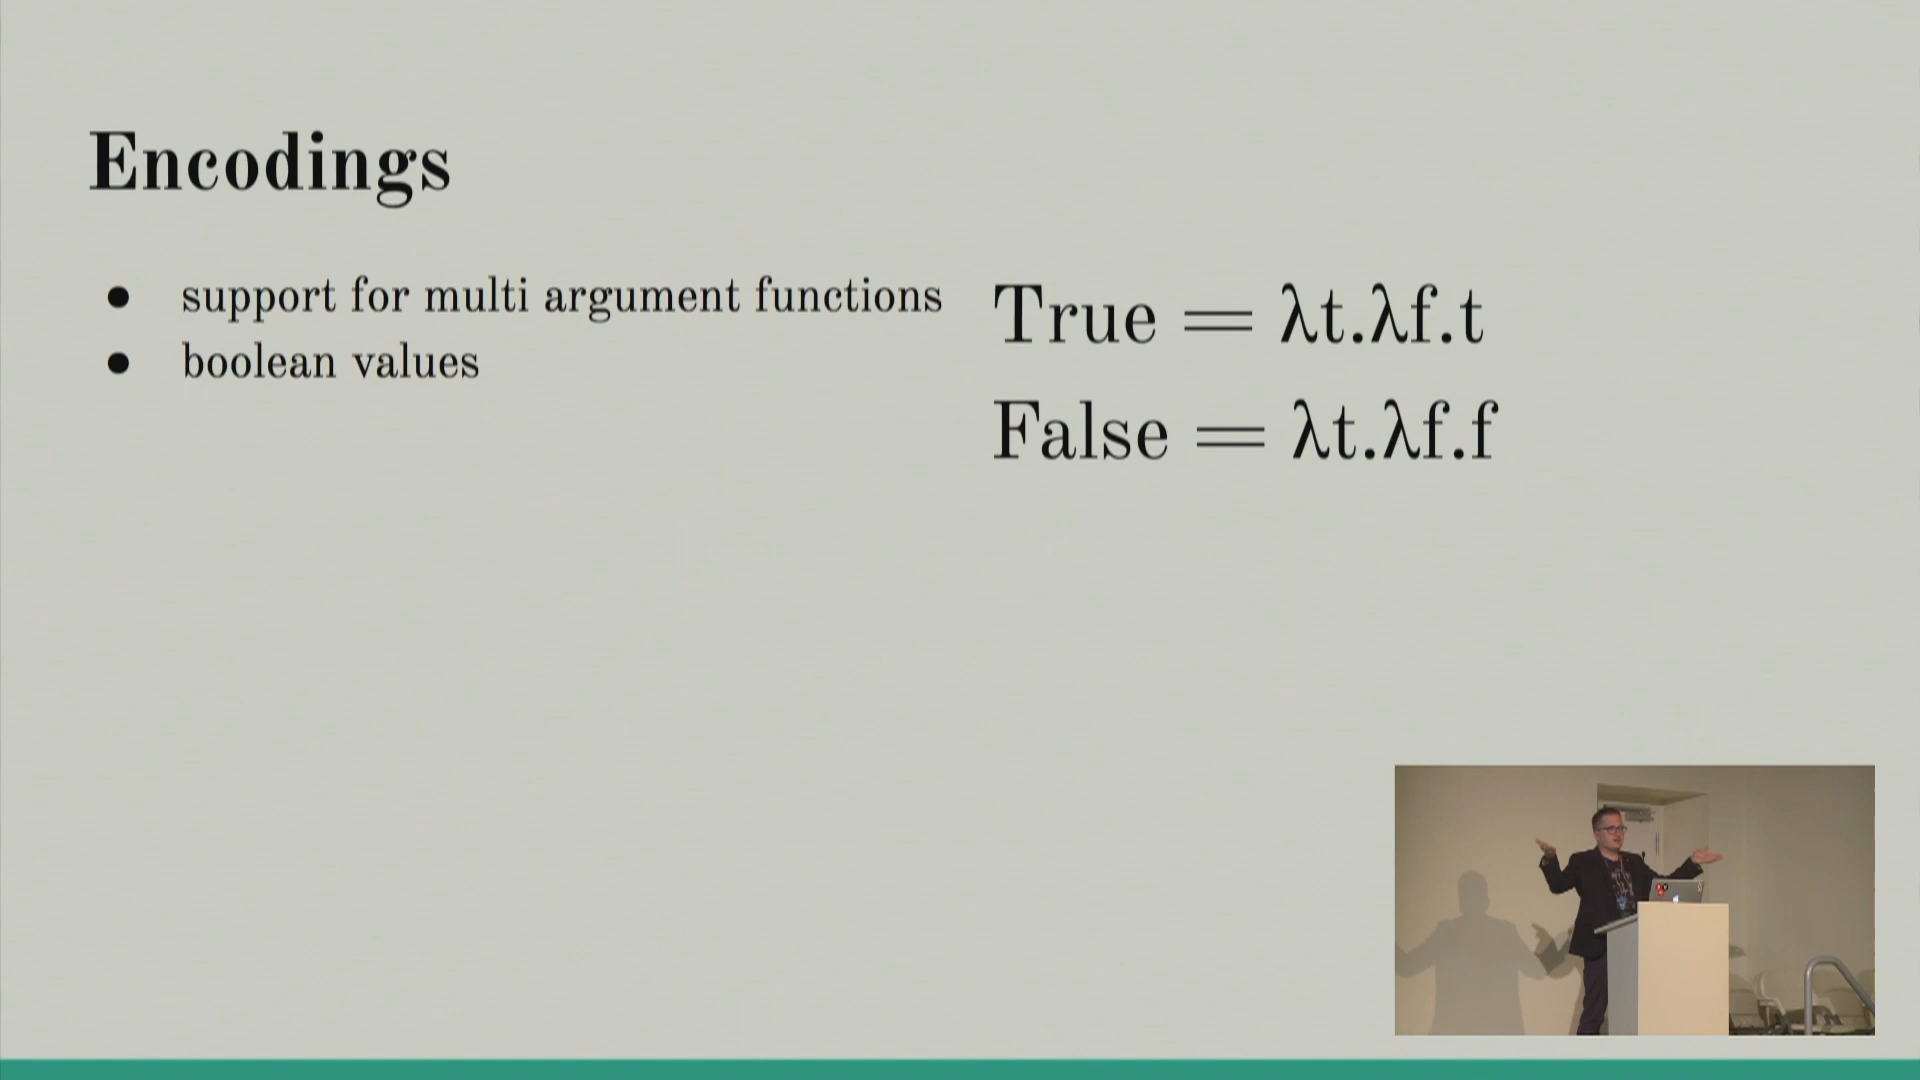 Encodings
● support for multi argument functions
● boolean values
True = λt.λf.t
False = λt.λf.f